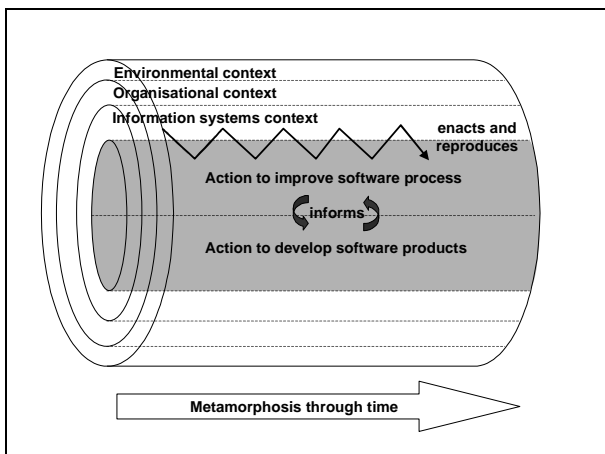 Environmental context
Organisational context
Information systems context
enacts and
reproduces
Action to improve software process
informs
Action to develop software products
Metamorphosis through time